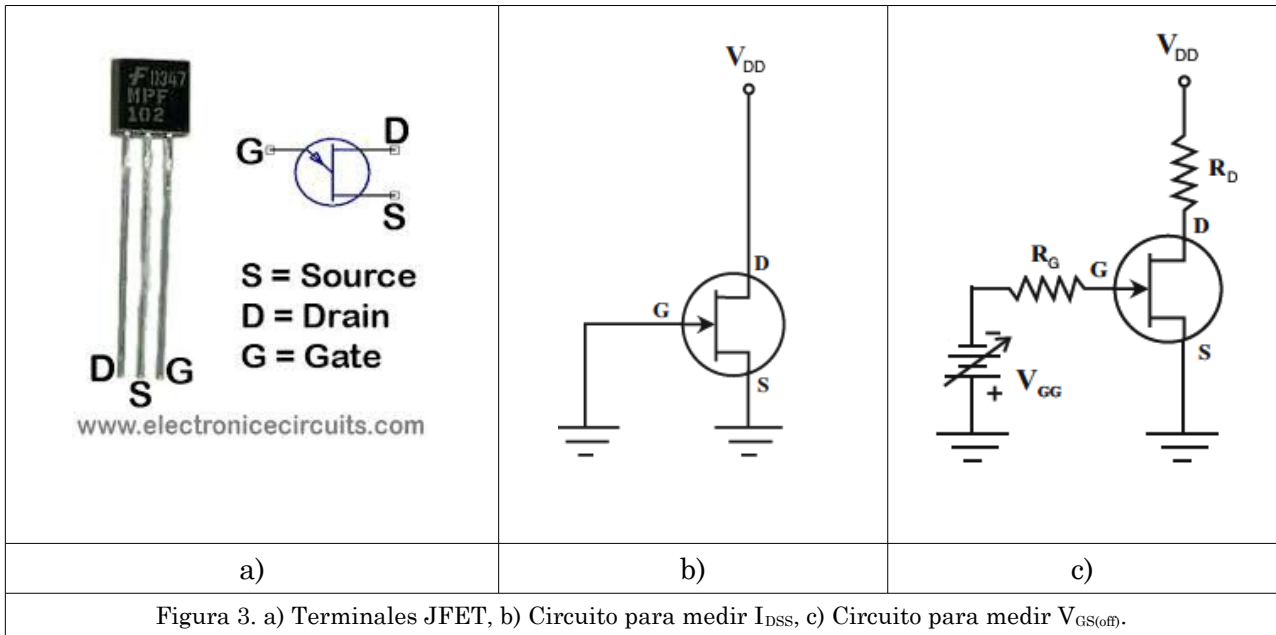 F D347
MPF
102
G
D
S
S = Source
D = Drain
G = Gate
D
S
G
www.electronicecircuits.com
V_DD
D
G
S
V_DD
R_D
D
R_G
G
S
-
V_GG
+
a)
b)
c)
Figura 3. a) Terminales JFET, b) Circuito para medir I_DSS, c) Circuito para medir V_GS(off).